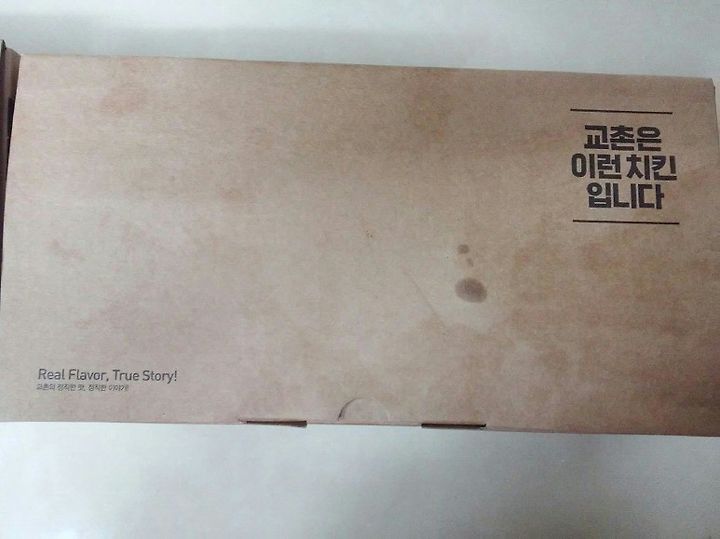 교촌은
이런 치킨
입니다
Real Flavor, True Story!
교촌의 정직한 맛, 정직한 이야기!